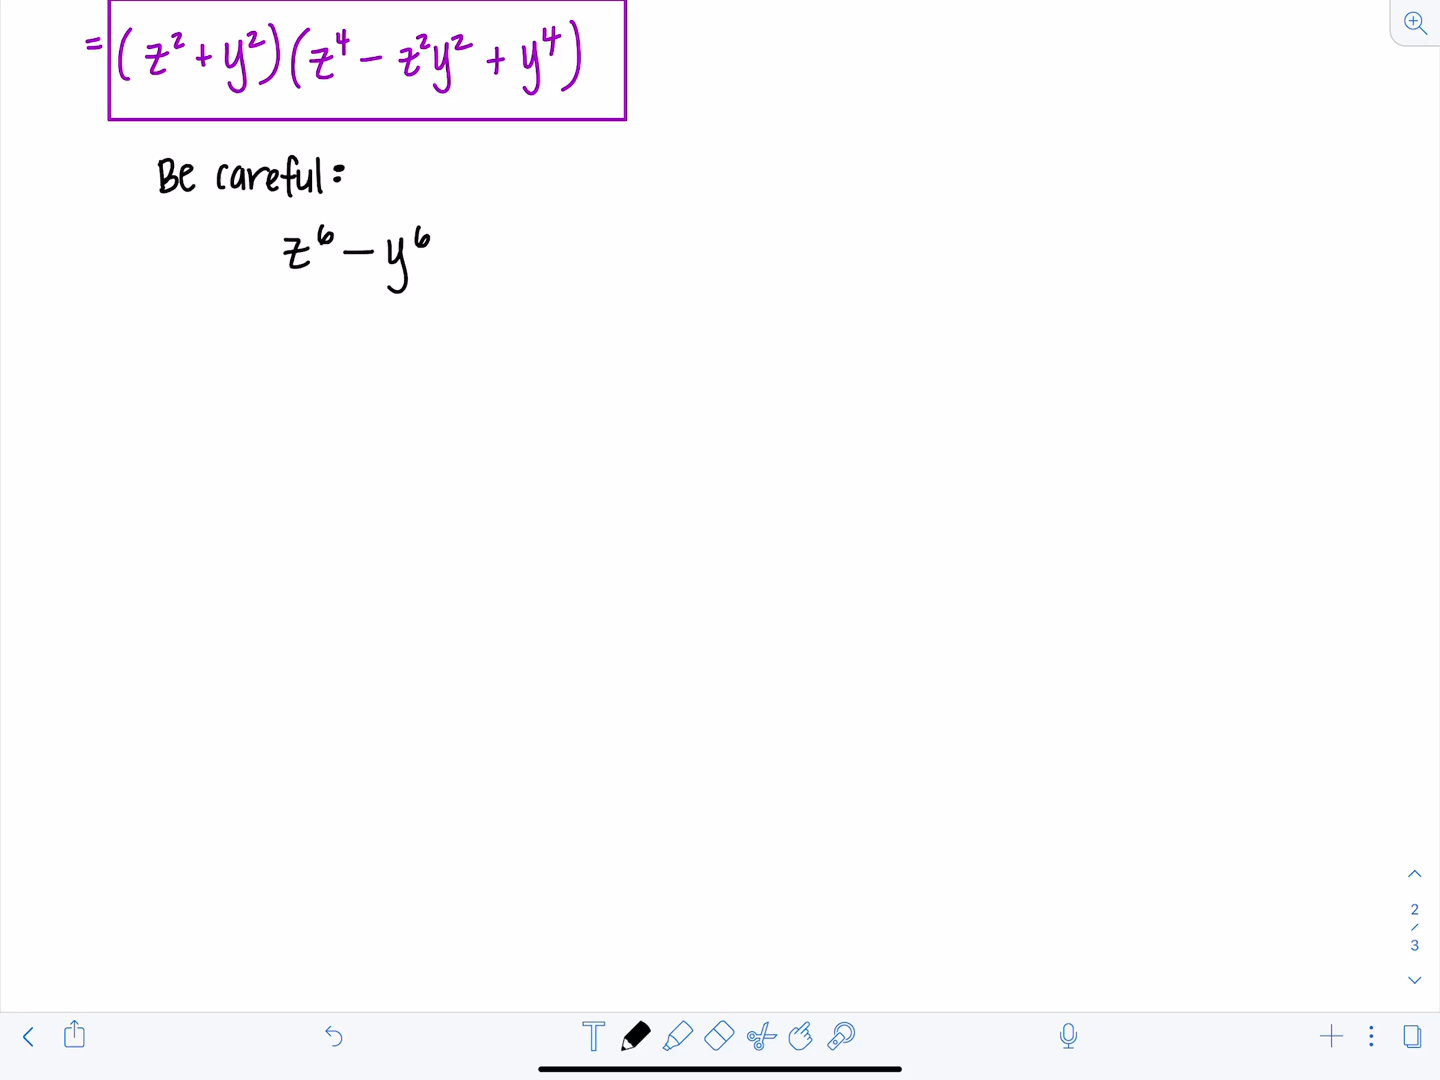 = (z² + y²)(z⁴ − z²y² + y⁴)
Be careful:
z⁶ − y⁶
2
/
3
T